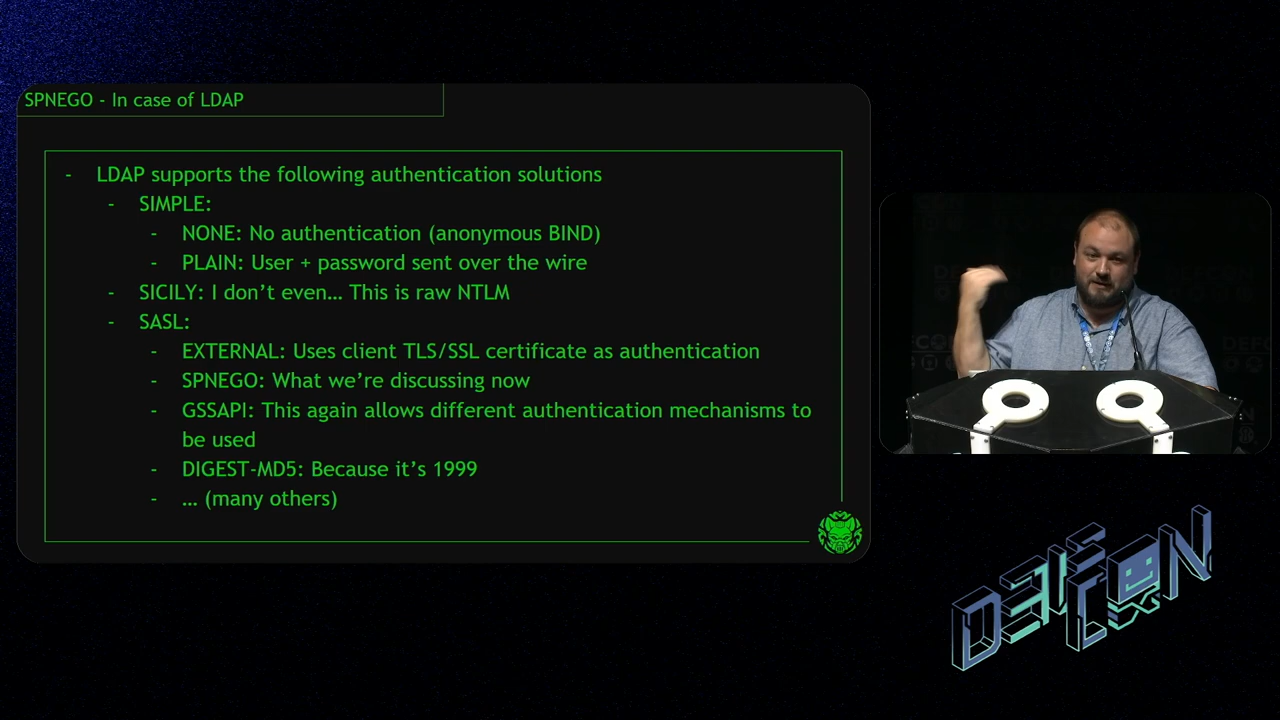 SPNEGO - In case of LDAP
- LDAP supports the following authentication solutions
- SIMPLE:
- NONE: No authentication (anonymous BIND)
- PLAIN: User + password sent over the wire
- SICILY: I don't even… This is raw NTLM
- SASL:
- EXTERNAL: Uses client TLS/SSL certificate as authentication
- SPNEGO: What we're discussing now
- GSSAPI: This again allows different authentication mechanisms to
be used
- DIGEST-MD5: Because it's 1999
- … (many others)
DEFCON